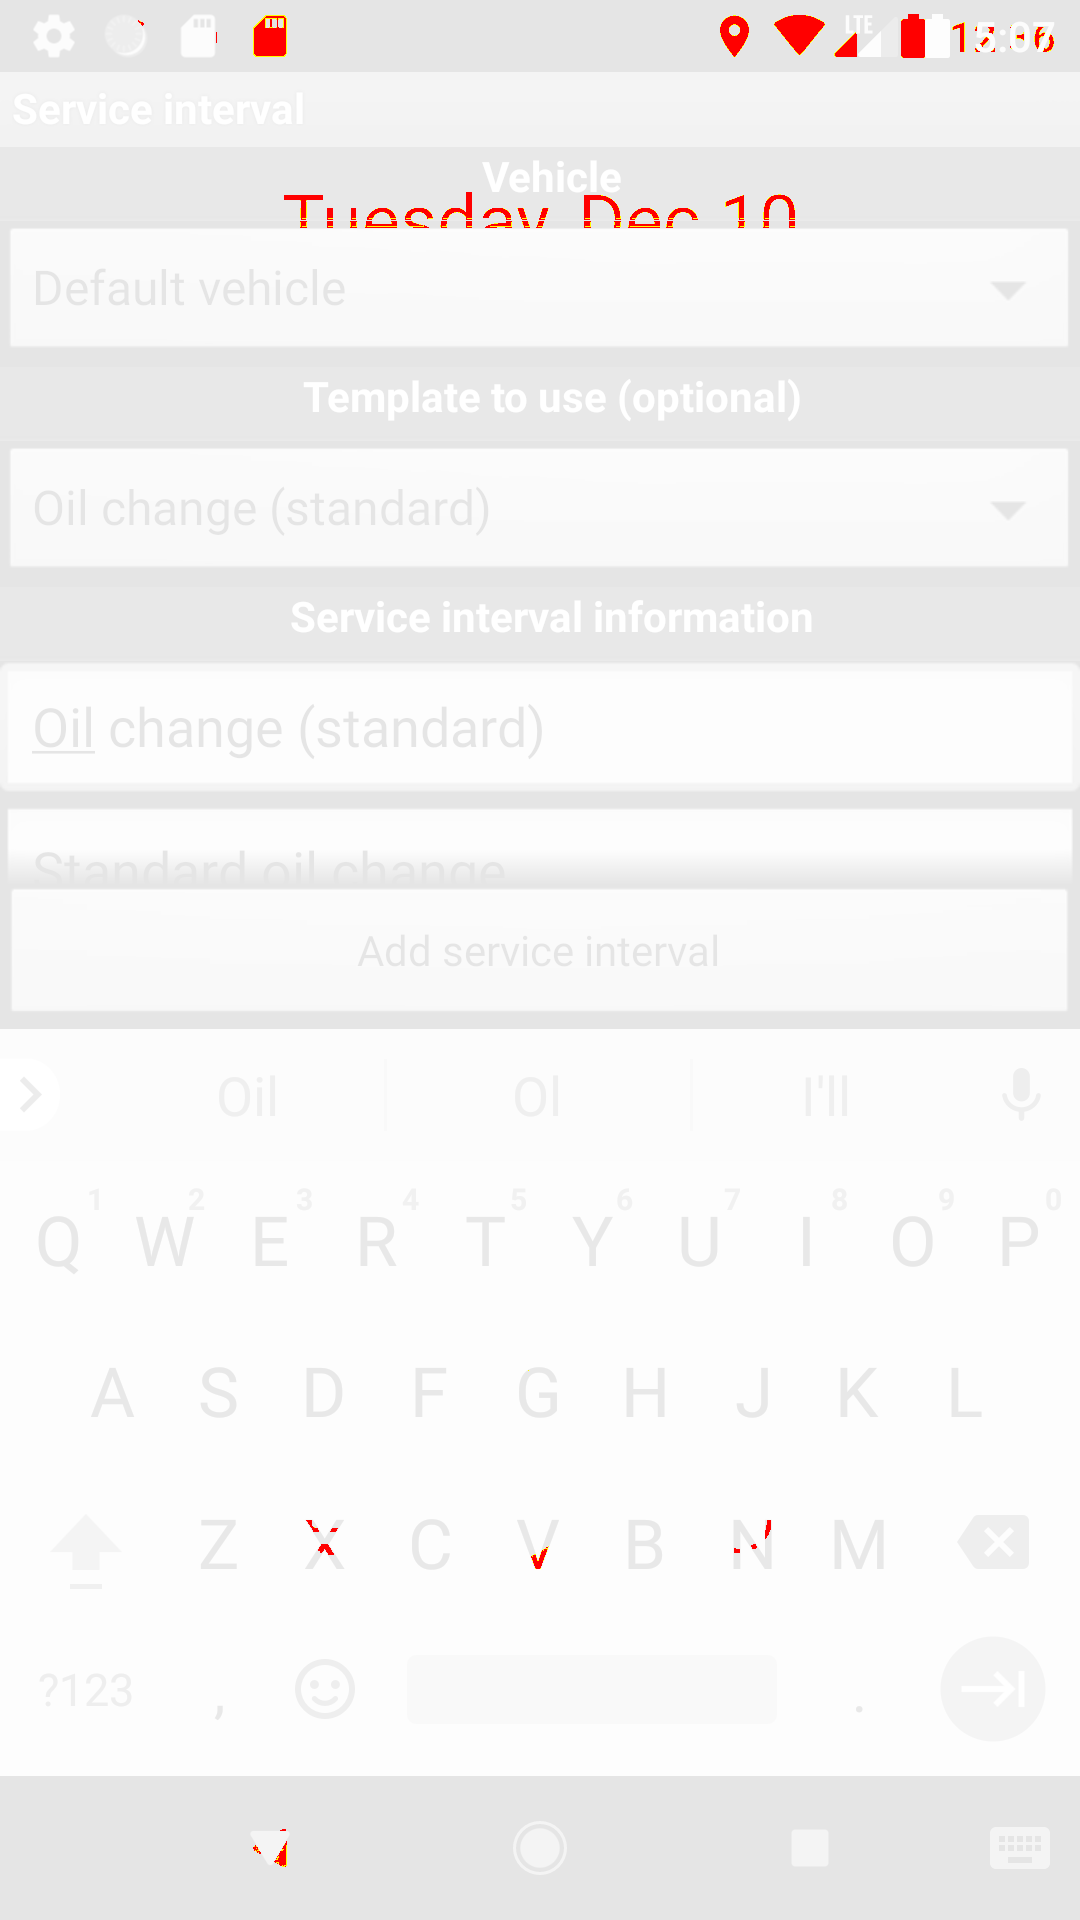 LTE
Service interval
Vehicle
Tuesday, Dec 10
Default vehicle
Template to use (optional)
Oil change (standard)
Service interval information
Oil change (standard)
Standard oil change
Add service interval
Oil Ol I'll
1 2 3 4 5 6 7 8 9 0
Q W E R T Y U I O P
A S D F G H J K L
Z X C V B N M
?123 , .